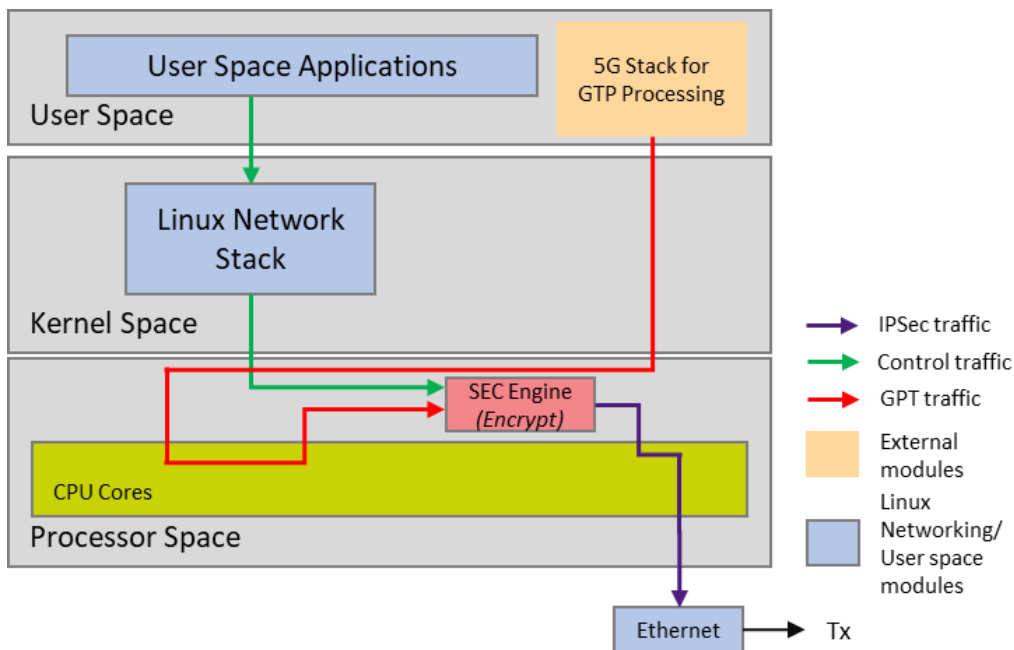 User Space Applications
5G Stack for
GTP Processing
User Space
Linux Network
Stack
Kernel Space
SEC Engine
(Encrypt)
CPU Cores
Processor Space
Ethernet
Tx
IPSec traffic
Control traffic
GPT traffic
External
modules
Linux
Networking/
User space
modules